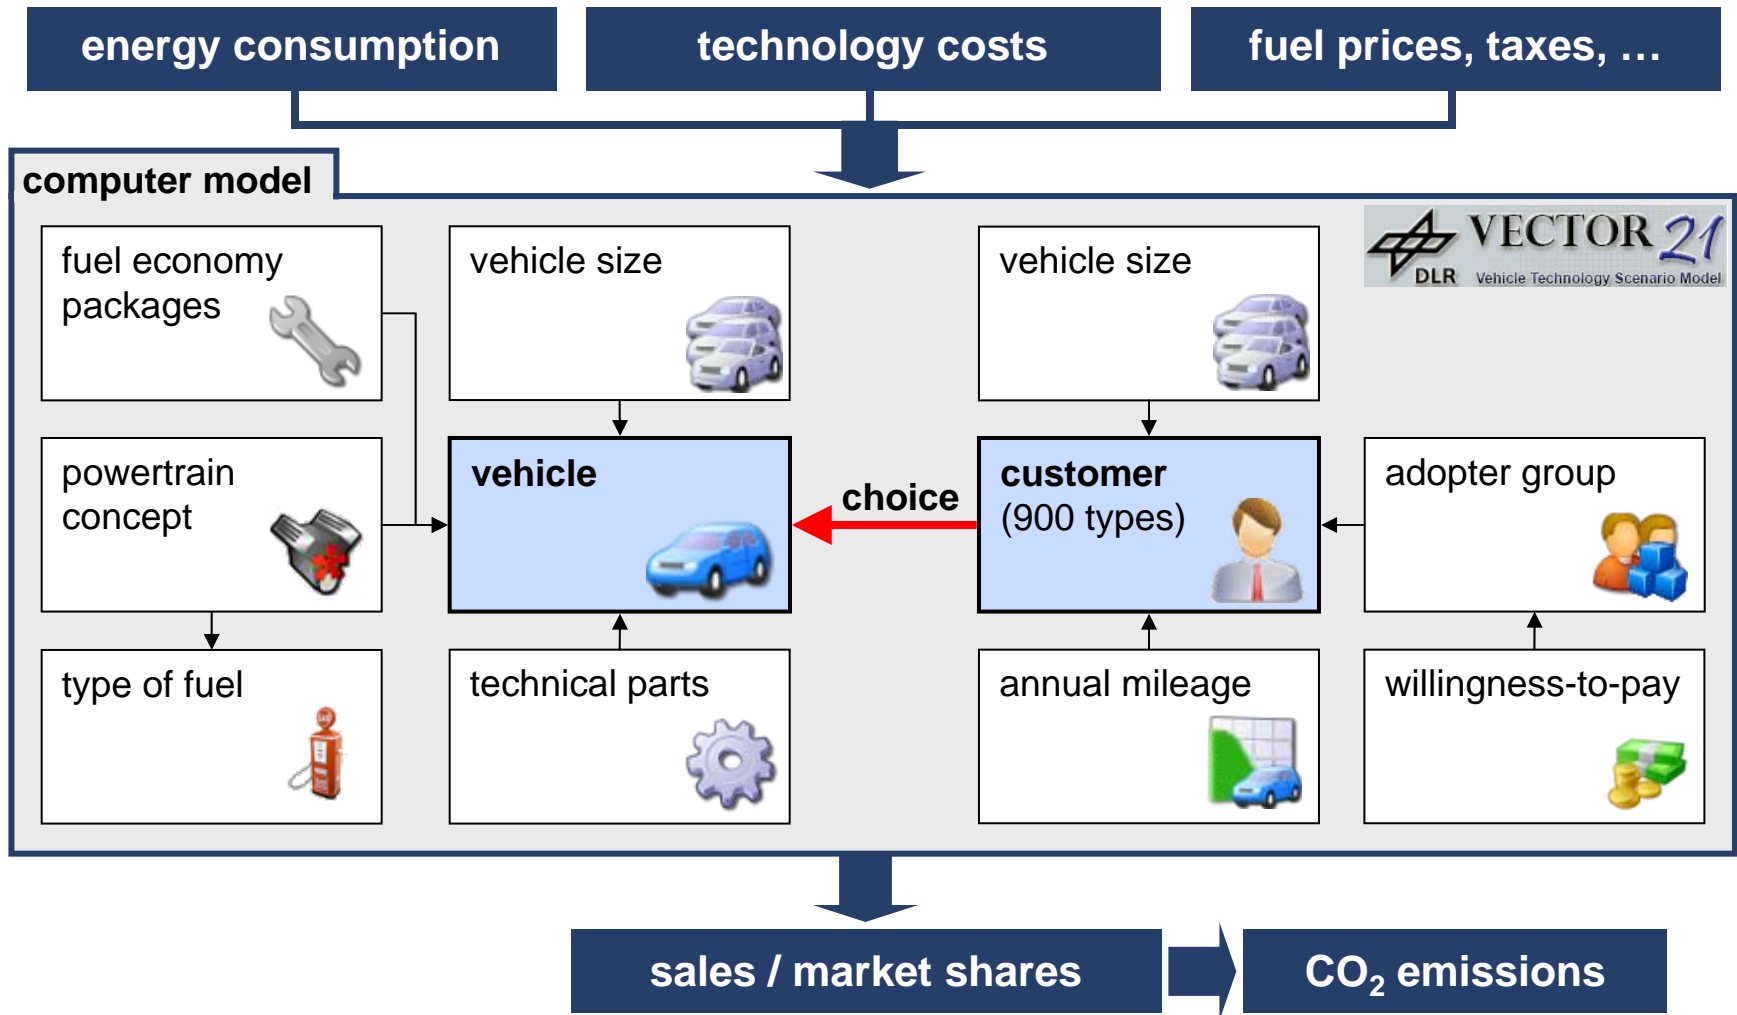 energy consumption
technology costs
fuel prices, taxes, …
computer model
VECTOR 21
DLR Vehicle Technology Scenario Model
fuel economy
packages
vehicle size
vehicle size
powertrain
concept
vehicle
choice
customer
(900 types)
adopter group
type of fuel
technical parts
annual mileage
willingness-to-pay
sales / market shares
CO₂ emissions